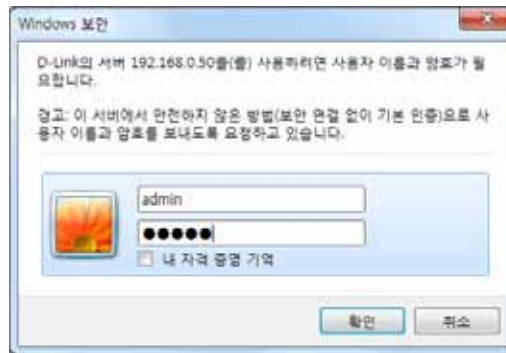 Windows 보안
D-Link의 서버 192.168.0.50을(를) 사용하려면 사용자 이름과 암호가 필
요합니다.
경고: 이 서버에서 안전하지 않은 방법(보안 연결 없이 기본 인증)으로 사
용자 이름과 암호를 보내도록 요청하고 있습니다.
admin
●●●●●
내 자격 증명 기억
확인
취소